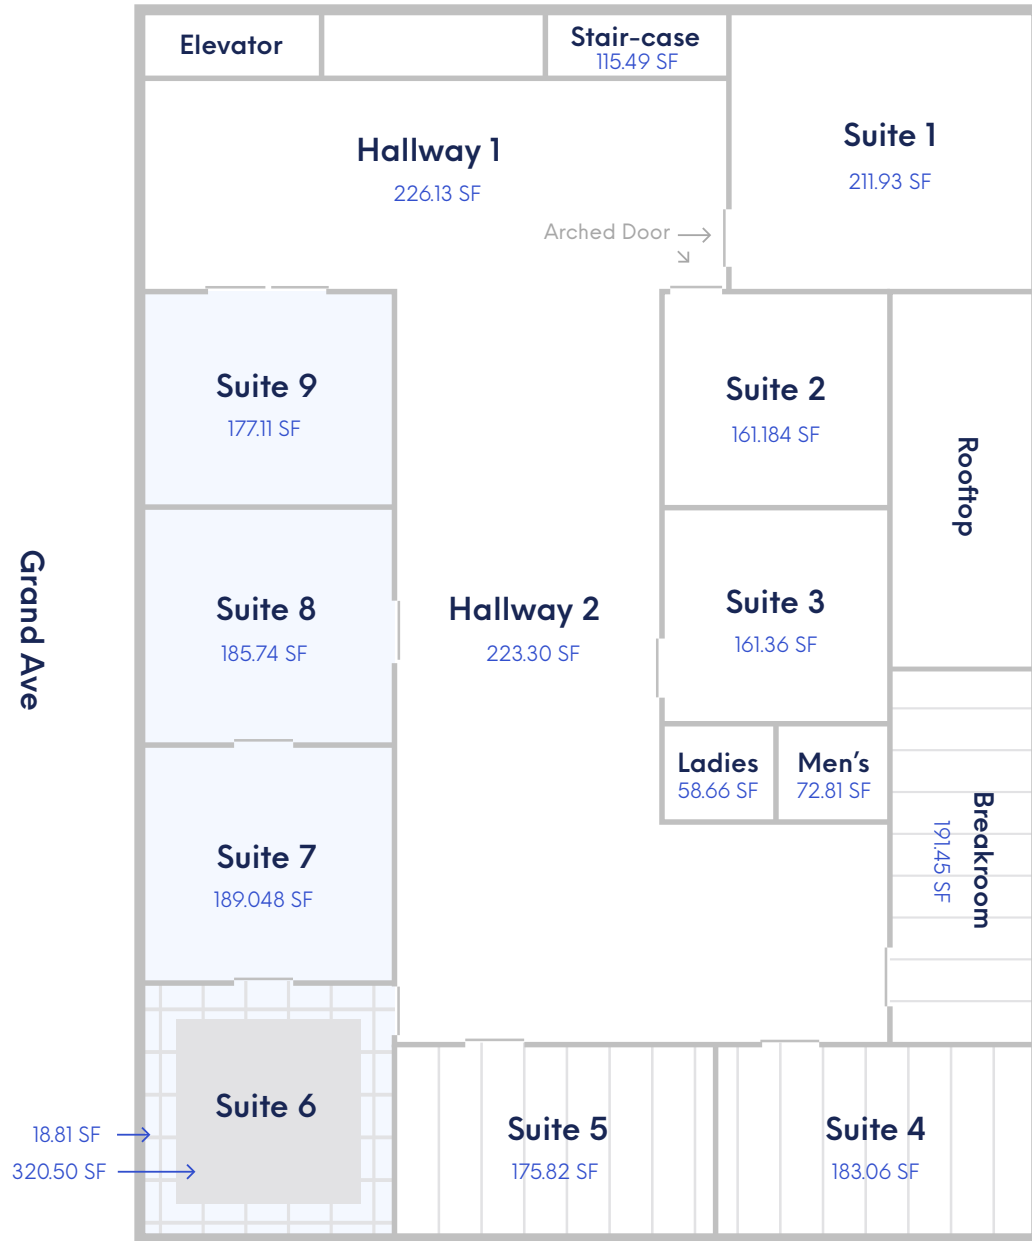 Elevator
Stair-case
115.49 SF
Hallway 1
226.13 SF
Suite 1
211.93 SF
Arched Door
Suite 9
177.11 SF
Suite 2
161.184 SF
Rooftop
Grand Ave
Suite 8
185.74 SF
Hallway 2
223.30 SF
Suite 3
161.36 SF
Ladies
58.66 SF
Men’s
72.81 SF
Breakroom
191.45 SF
Suite 7
189.048 SF
Suite 6
18.81 SF
320.50 SF
Suite 5
175.82 SF
Suite 4
183.06 SF